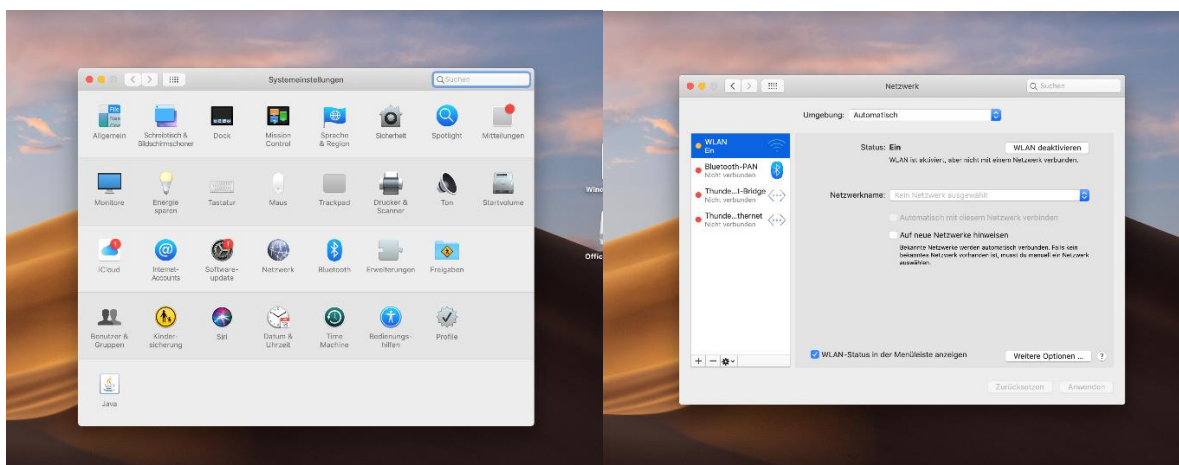 Systemeinstellungen
Suchen
File
New
Allgemein
Schreibtisch &
Bildschirmschoner
Dock
Mission
Control
Sprache
& Region
Sicherheit
Spotlight
Mitteilungen
Monitore
Energie
sparen
Tastatur
Maus
Trackpad
Drucker &
Scanner
Ton
Startvolume
iCloud
Internet-
Accounts
Software-
update
Netzwerk
Bluetooth
Erweiterungen
Freigaben
Benutzer &
Gruppen
Kinder-
sicherung
Siri
Datum &
Uhrzeit
Time
Machine
Bedienungs-
hilfen
Profile
Java
Wind
Offic
Netzwerk
Suchen
Umgebung: Automatisch
WLAN
Ein
Bluetooth-PAN
Nicht verbunden
Thunde...t-Bridge
Nicht verbunden
Thunde...thernet
Nicht verbunden
Status: Ein
WLAN deaktivieren
WLAN ist aktiviert, aber nicht mit einem Netzwerk verbunden.
Netzwerkname: Kein Netzwerk ausgewählt
Automatisch mit diesem Netzwerk verbinden
Auf neue Netzwerke hinweisen
Bekannte Netzwerke werden automatisch verbunden. Falls kein
bekanntes Netzwerk vorhanden ist, musst du manuell ein Netzwerk
auswählen.
WLAN-Status in der Menüleiste anzeigen
Weitere Optionen ...
?
Zurücksetzen
Anwenden